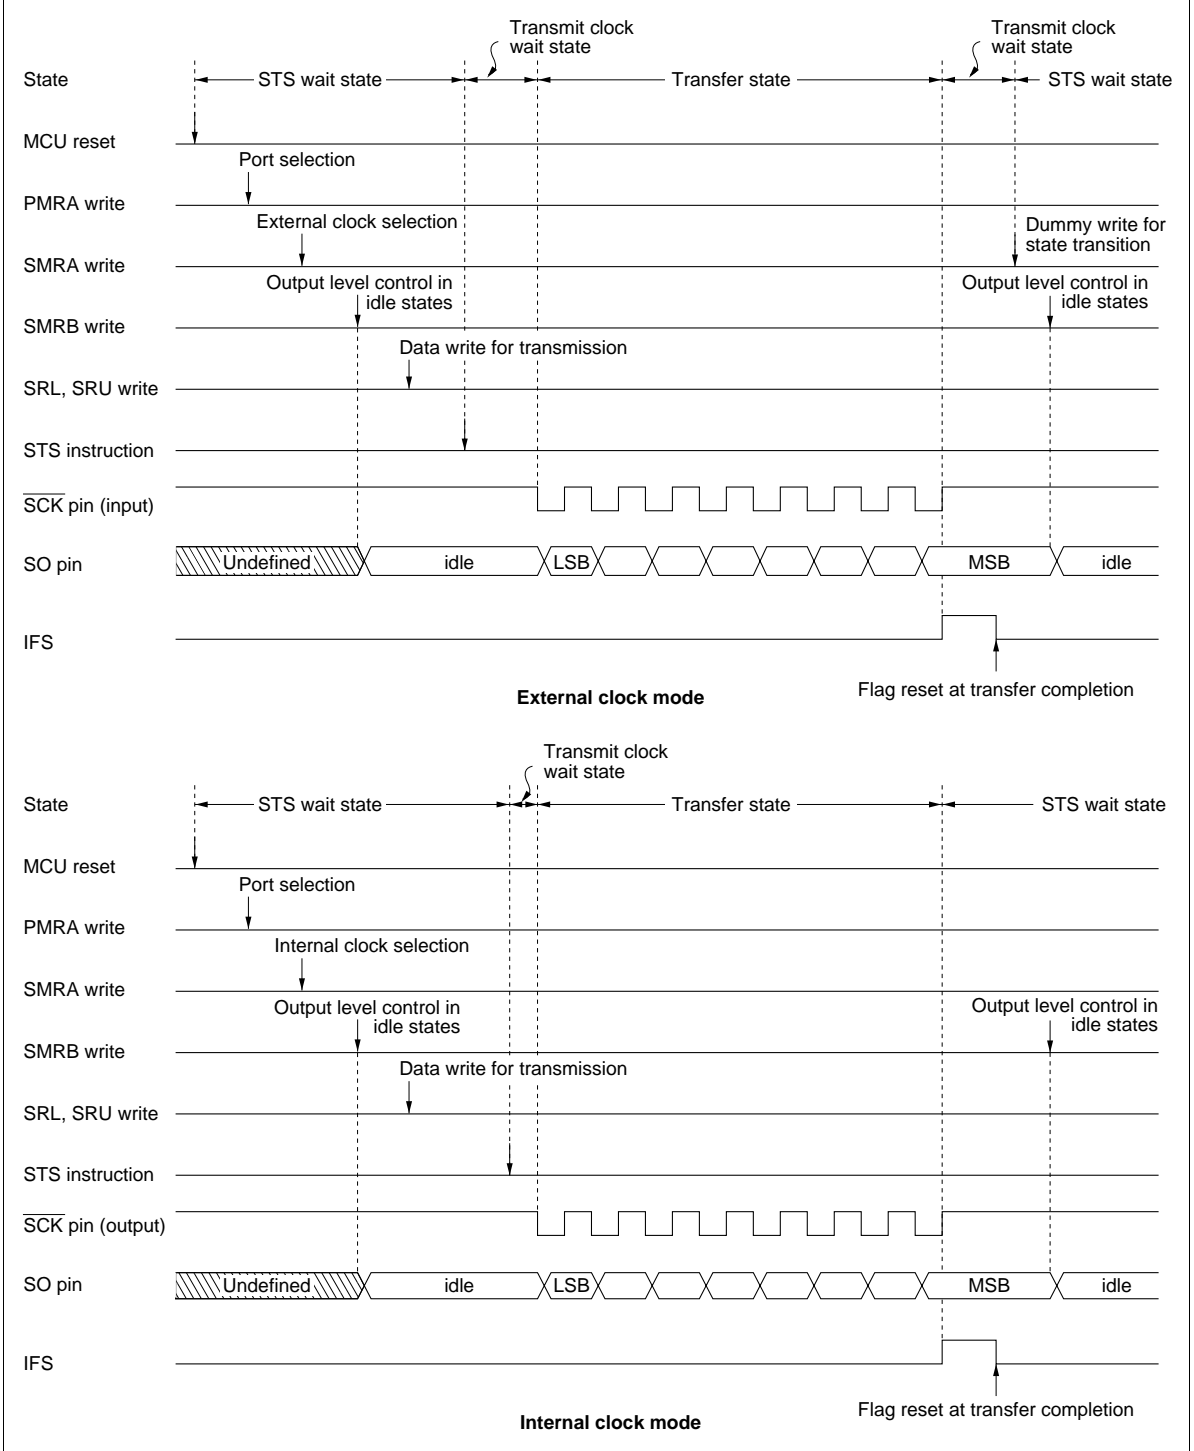 Transmit clock
wait state
Transmit clock
wait state
State
STS wait state
Transfer state
STS wait state
MCU reset
Port selection
PMRA write
External clock selection
Dummy write for
state transition
SMRA write
Output level control in
idle states
Output level control in
idle states
SMRB write
Data write for transmission
SRL, SRU write
STS instruction
SCK pin (input)
SO pin
Undefined
idle
LSB
MSB
idle
IFS
Flag reset at transfer completion
External clock mode
Transmit clock
wait state
State
STS wait state
Transfer state
STS wait state
MCU reset
Port selection
PMRA write
Internal clock selection
SMRA write
Output level control in
idle states
Output level control in
idle states
SMRB write
Data write for transmission
SRL, SRU write
STS instruction
SCK pin (output)
SO pin
Undefined
idle
LSB
MSB
idle
IFS
Flag reset at transfer completion
Internal clock mode